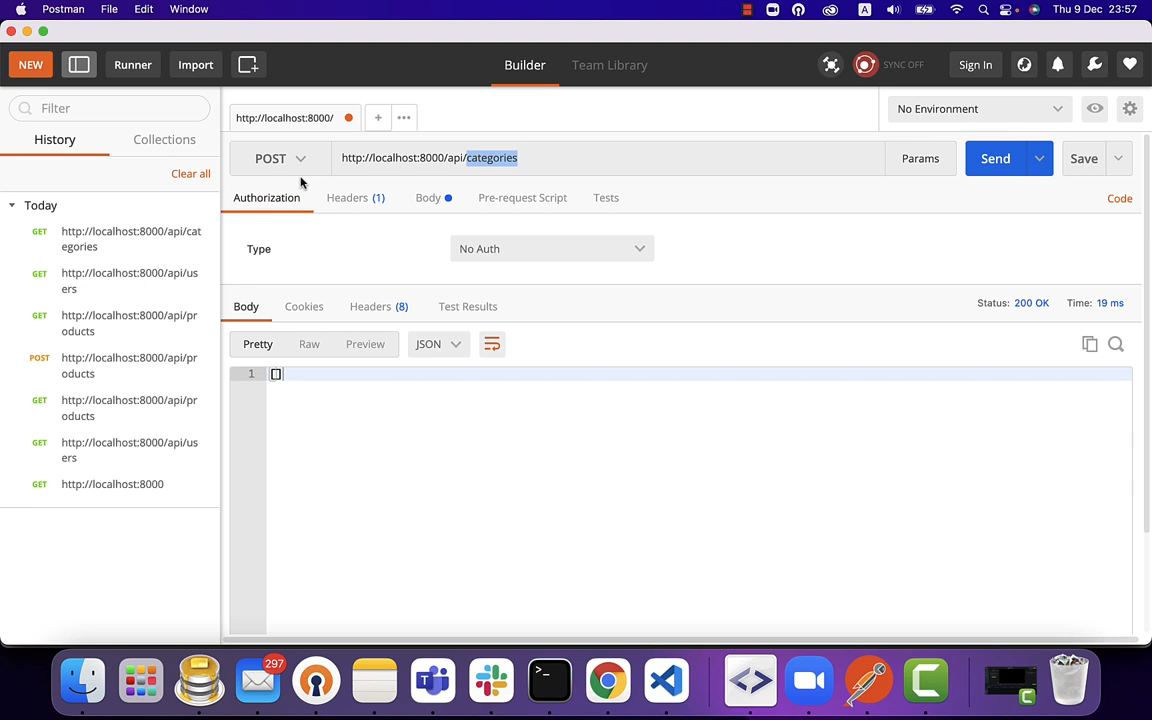 Postman File Edit Window A Thu 9 Dec 23:57
NEW Runner Import Builder Team Library SYNC OFF Sign In
Filter
http://localhost:8000/ + ••• No Environment
History Collections
POST http://localhost:8000/api/categories Params Send Save
Clear all
Authorization Headers (1) Body Pre-request Script Tests Code
Today
GET http://localhost:8000/api/cat
egories
GET http://localhost:8000/api/us
ers
GET http://localhost:8000/api/pr
oducts
POST http://localhost:8000/api/pr
oducts
GET http://localhost:8000/api/pr
oducts
GET http://localhost:8000/api/us
ers
GET http://localhost:8000
Type No Auth
Body Cookies Headers (8) Test Results Status: 200 OK Time: 19 ms
Pretty Raw Preview JSON
1 []
297